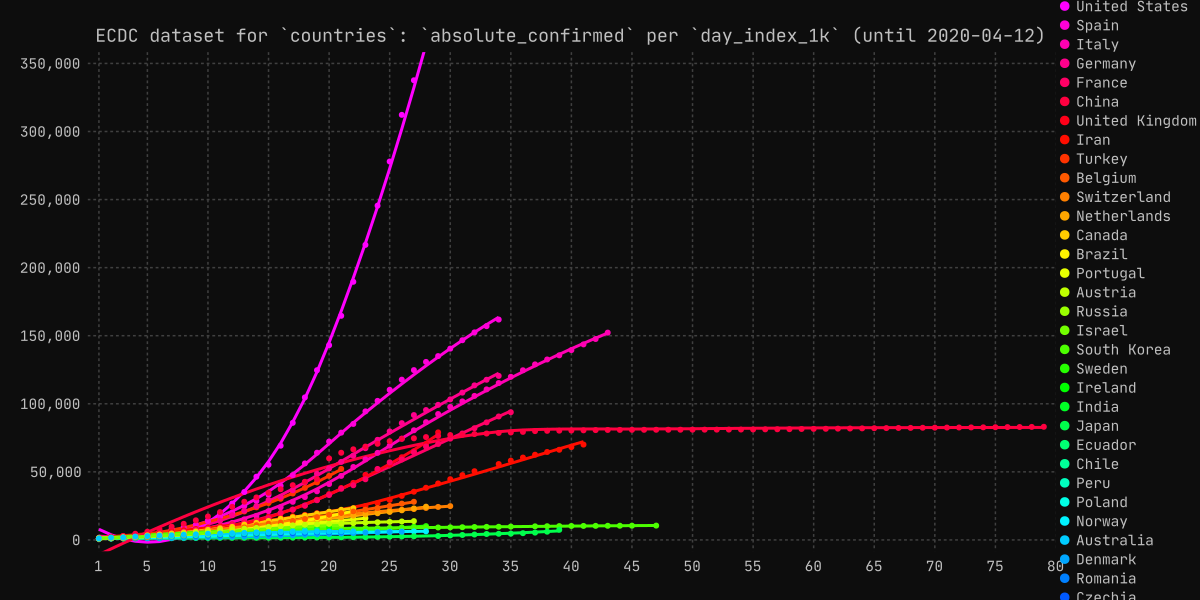 ECDC dataset for `countries`: `absolute_confirmed` per `day_index_1k` (until 2020-04-12)
350,000
300,000
250,000
200,000
150,000
100,000
50,000
0
1 5 10 15 20 25 30 35 40 45 50 55 60 65 70 75 80
United States
Spain
Italy
Germany
France
China
United Kingdom
Iran
Turkey
Belgium
Switzerland
Netherlands
Canada
Brazil
Portugal
Austria
Russia
Israel
South Korea
Sweden
Ireland
India
Japan
Ecuador
Chile
Peru
Poland
Norway
Australia
Denmark
Romania
Czechia